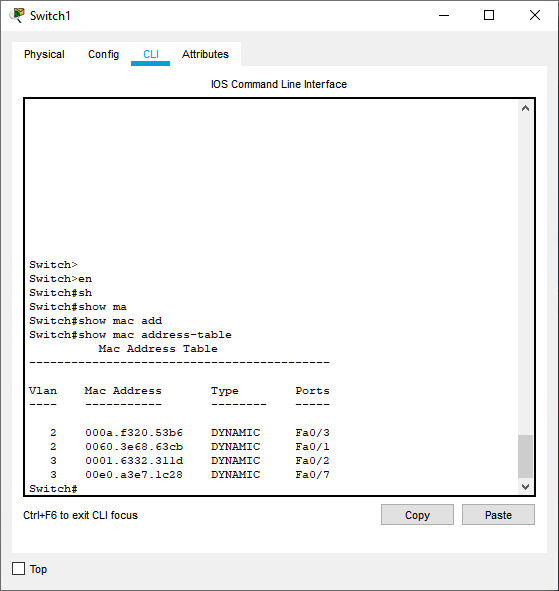 Switch1
Physical Config CLI Attributes
IOS Command Line Interface
Switch>
Switch>en
Switch#sh
Switch#show ma
Switch#show mac add
Switch#show mac address-table
          Mac Address Table
-------------------------------------------

Vlan    Mac Address       Type        Ports
----    -----------       --------    -----

   2    000a.f320.53b6    DYNAMIC     Fa0/3
   2    0060.3e68.63cb    DYNAMIC     Fa0/1
   3    0001.6332.311d    DYNAMIC     Fa0/2
   3    00e0.a3e7.1c28    DYNAMIC     Fa0/7
Switch#
Ctrl+F6 to exit CLI focus
Copy Paste
Top